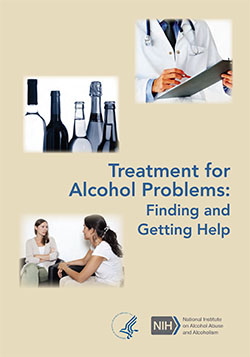 Treatment for
Alcohol Problems:
Finding and
Getting Help
NIH
National Institute
on Alcohol Abuse
and Alcoholism